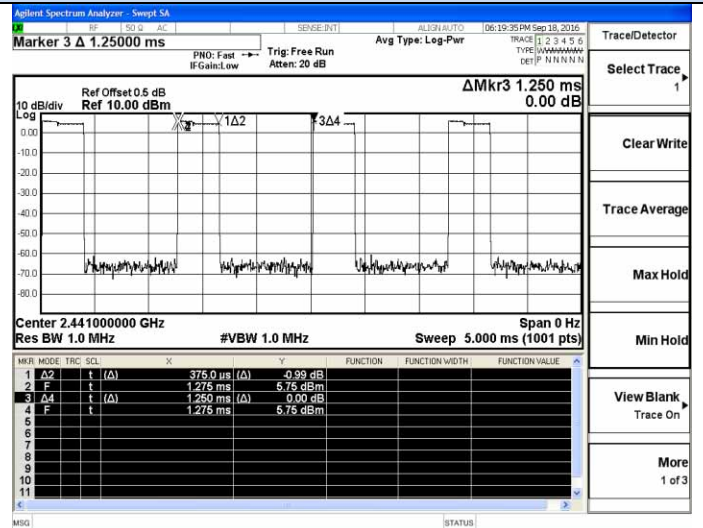 Agilent Spectrum Analyzer - Swept SA
RF 50 Ω AC SENSE:INT ALIGN AUTO 06:19:35 PM Sep 18, 2016
Marker 3 Δ 1.25000 ms
PNO: Fast
IFGain:Low
Trig: Free Run
Atten: 20 dB
Avg Type: Log-Pwr
TRACE 1 2 3 4 5 6
TYPE
DET P N N N N N
Ref Offset 0.5 dB
10 dB/div Ref 10.00 dBm
ΔMkr3 1.250 ms
0.00 dB
Log
0.00
-10.0
-20.0
-30.0
-40.0
-50.0
-60.0
-70.0
-80.0
1Δ2
3Δ4
Center 2.441000000 GHz Span 0 Hz
Res BW 1.0 MHz #VBW 1.0 MHz Sweep 5.000 ms (1001 pts)
MKR MODE TRC SCL X Y FUNCTION FUNCTION WIDTH FUNCTION VALUE
1 Δ2 t (Δ) 375.0 µs (Δ) -0.99 dB
2 F t 1.275 ms 5.75 dBm
3 Δ4 t (Δ) 1.250 ms (Δ) 0.00 dB
4 F t 1.275 ms 5.75 dBm
5
6
7
8
9
10
11
MSG STATUS
Trace/Detector
Select Trace
1
Clear Write
Trace Average
Max Hold
Min Hold
View Blank
Trace On
More
1 of 3